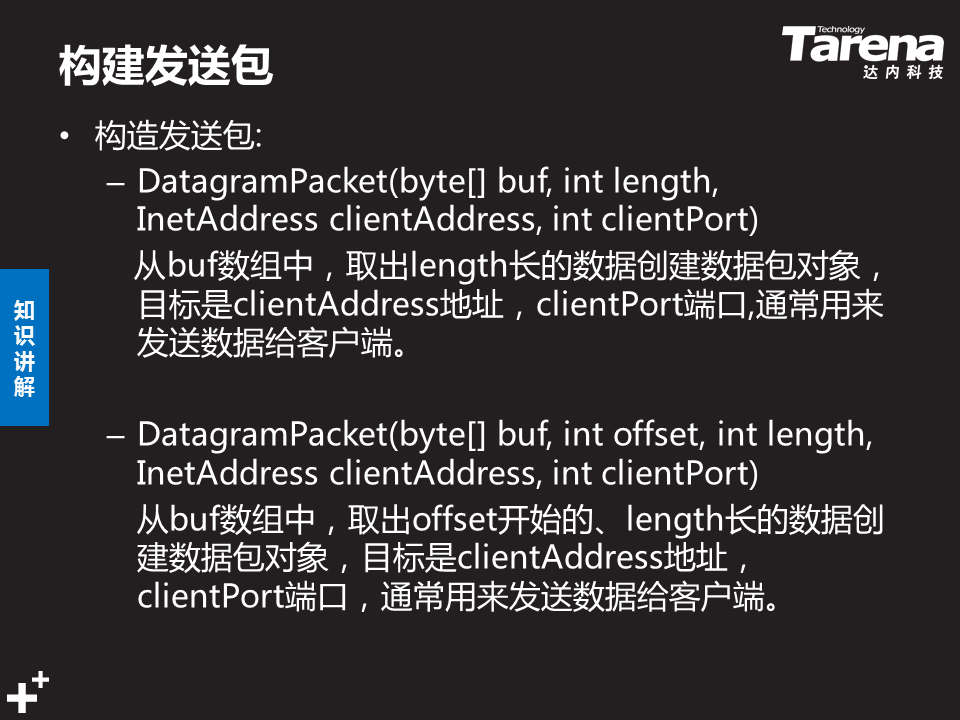 构建发送包
Technology
Tarena
达内科技
• 构造发送包:
– DatagramPacket(byte[] buf, int length,
InetAddress clientAddress, int clientPort)
从buf数组中，取出length长的数据创建数据包对象，
目标是clientAddress地址，clientPort端口,通常用来
发送数据给客户端。
知
识
讲
解
– DatagramPacket(byte[] buf, int offset, int length,
InetAddress clientAddress, int clientPort)
从buf数组中，取出offset开始的、length长的数据创
建数据包对象，目标是clientAddress地址，
clientPort端口，通常用来发送数据给客户端。